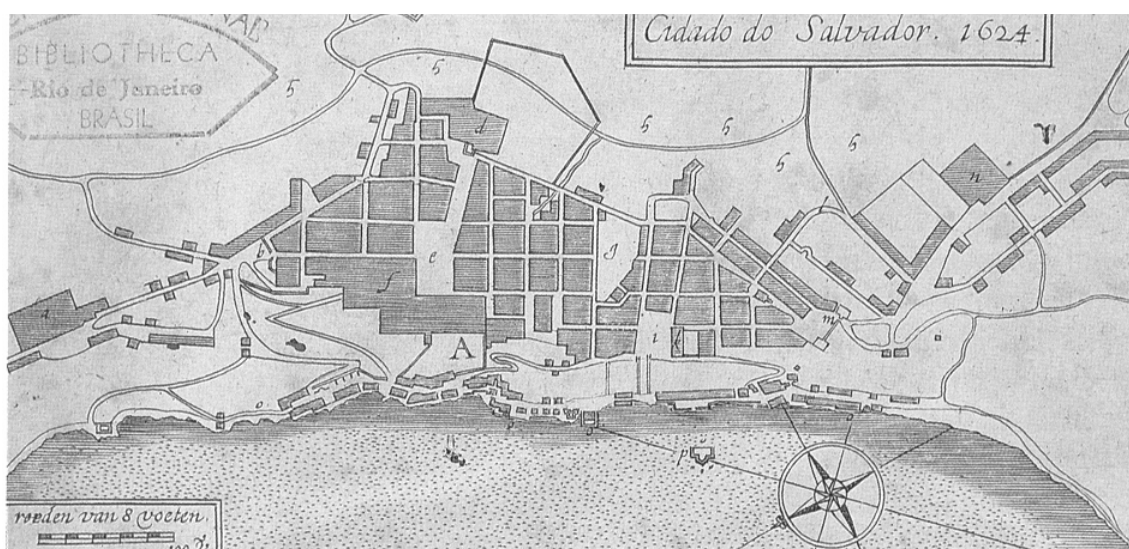 BIBLIOTHECA
Rio de Janeiro
BRASIL
Cidado do Salvador. 1624.
h
h
h
h
h
h
d
n
b
e
g
f
A
i
k
m
o
p
q
p
roeden van 8 voeten.